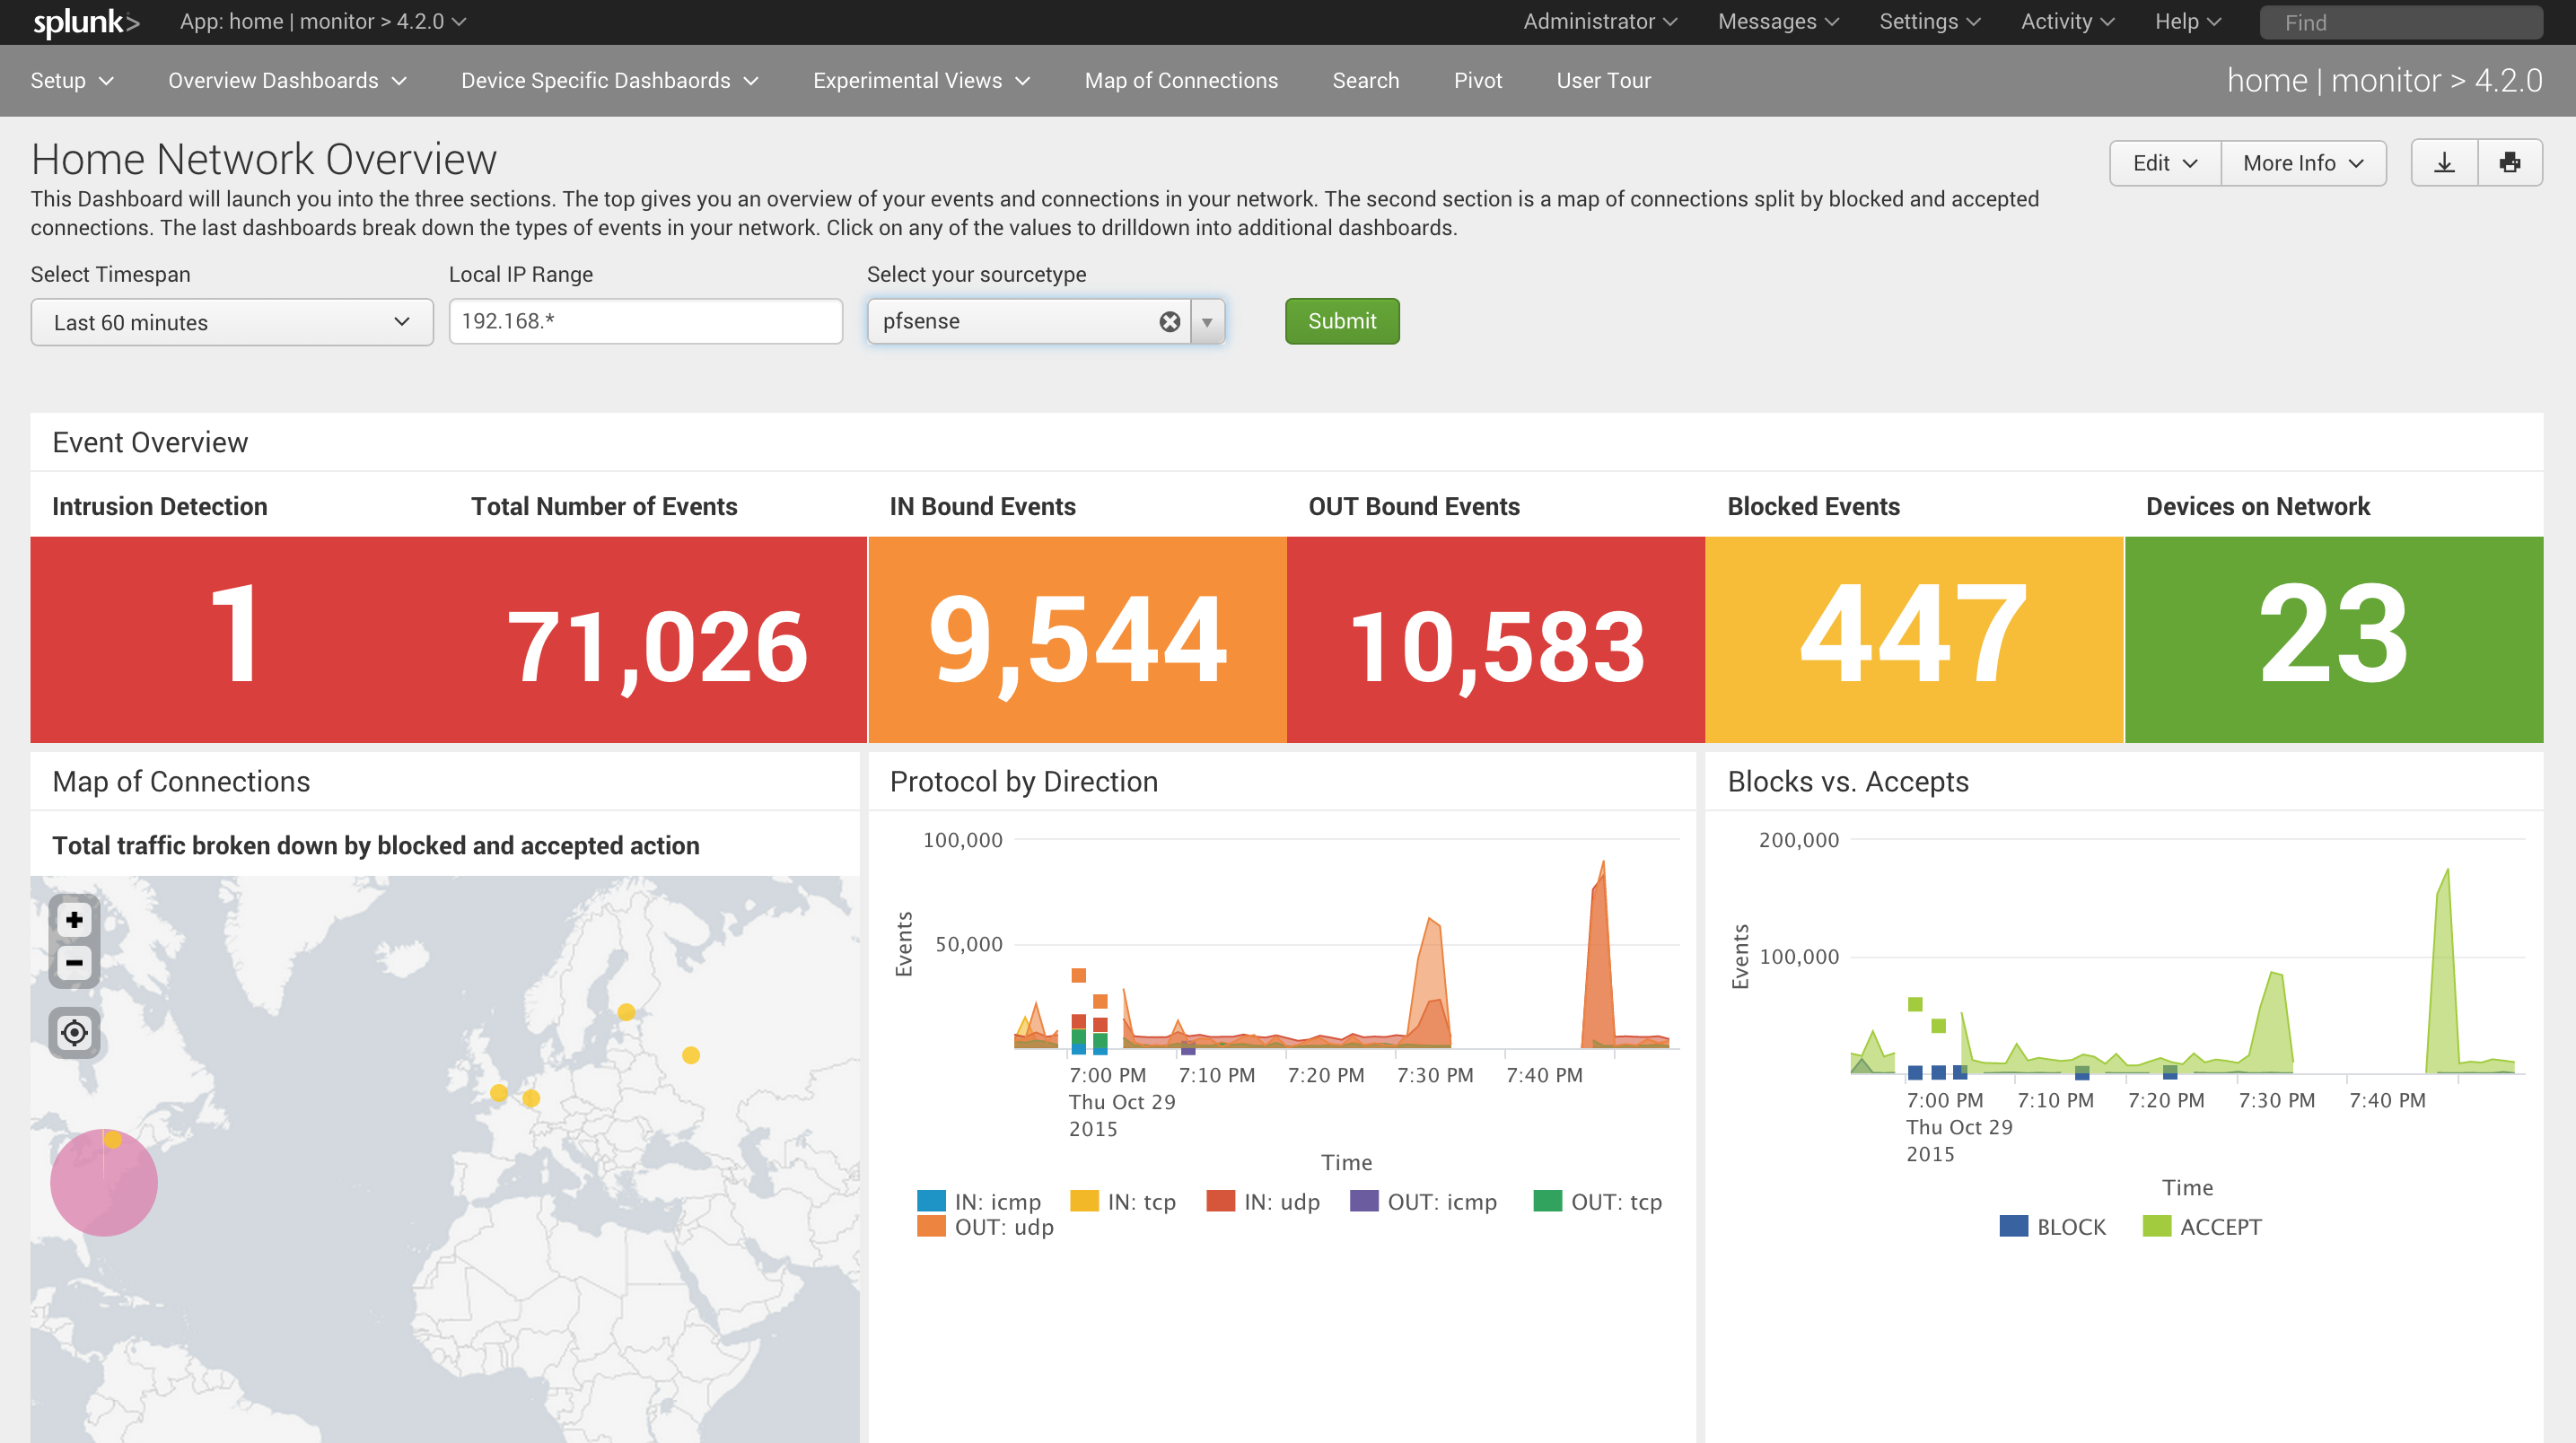 splunk> App: home | monitor > 4.2.0 Administrator Messages Settings Activity Help Find
Setup Overview Dashboards Device Specific Dashbaords Experimental Views Map of Connections Search Pivot User Tour home | monitor > 4.2.0
Home Network Overview
Edit More Info
This Dashboard will launch you into the three sections. The top gives you an overview of your events and connections in your network. The second section is a map of connections split by blocked and accepted
connections. The last dashboards break down the types of events in your network. Click on any of the values to drilldown into additional dashboards.
Select Timespan Local IP Range Select your sourcetype
Last 60 minutes 192.168.* pfsense Submit
Event Overview
Intrusion Detection Total Number of Events IN Bound Events OUT Bound Events Blocked Events Devices on Network
1 71,026 9,544 10,583 447 23
Map of Connections
Total traffic broken down by blocked and accepted action
Protocol by Direction
100,000
50,000
Events
7:00 PM 7:10 PM 7:20 PM 7:30 PM 7:40 PM
Thu Oct 29
2015
Time
IN: icmp IN: tcp IN: udp OUT: icmp OUT: tcp
OUT: udp
Blocks vs. Accepts
200,000
100,000
Events
7:00 PM 7:10 PM 7:20 PM 7:30 PM 7:40 PM
Thu Oct 29
2015
Time
BLOCK ACCEPT